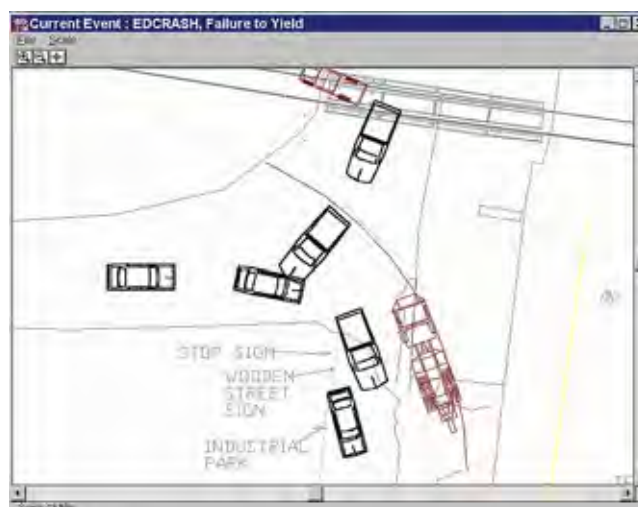 Current Event : EDCRASH, Failure to Yield
File Scale
STOP SIGN
WOODEN
STREET
SIGN
INDUSTRIAL
PARK